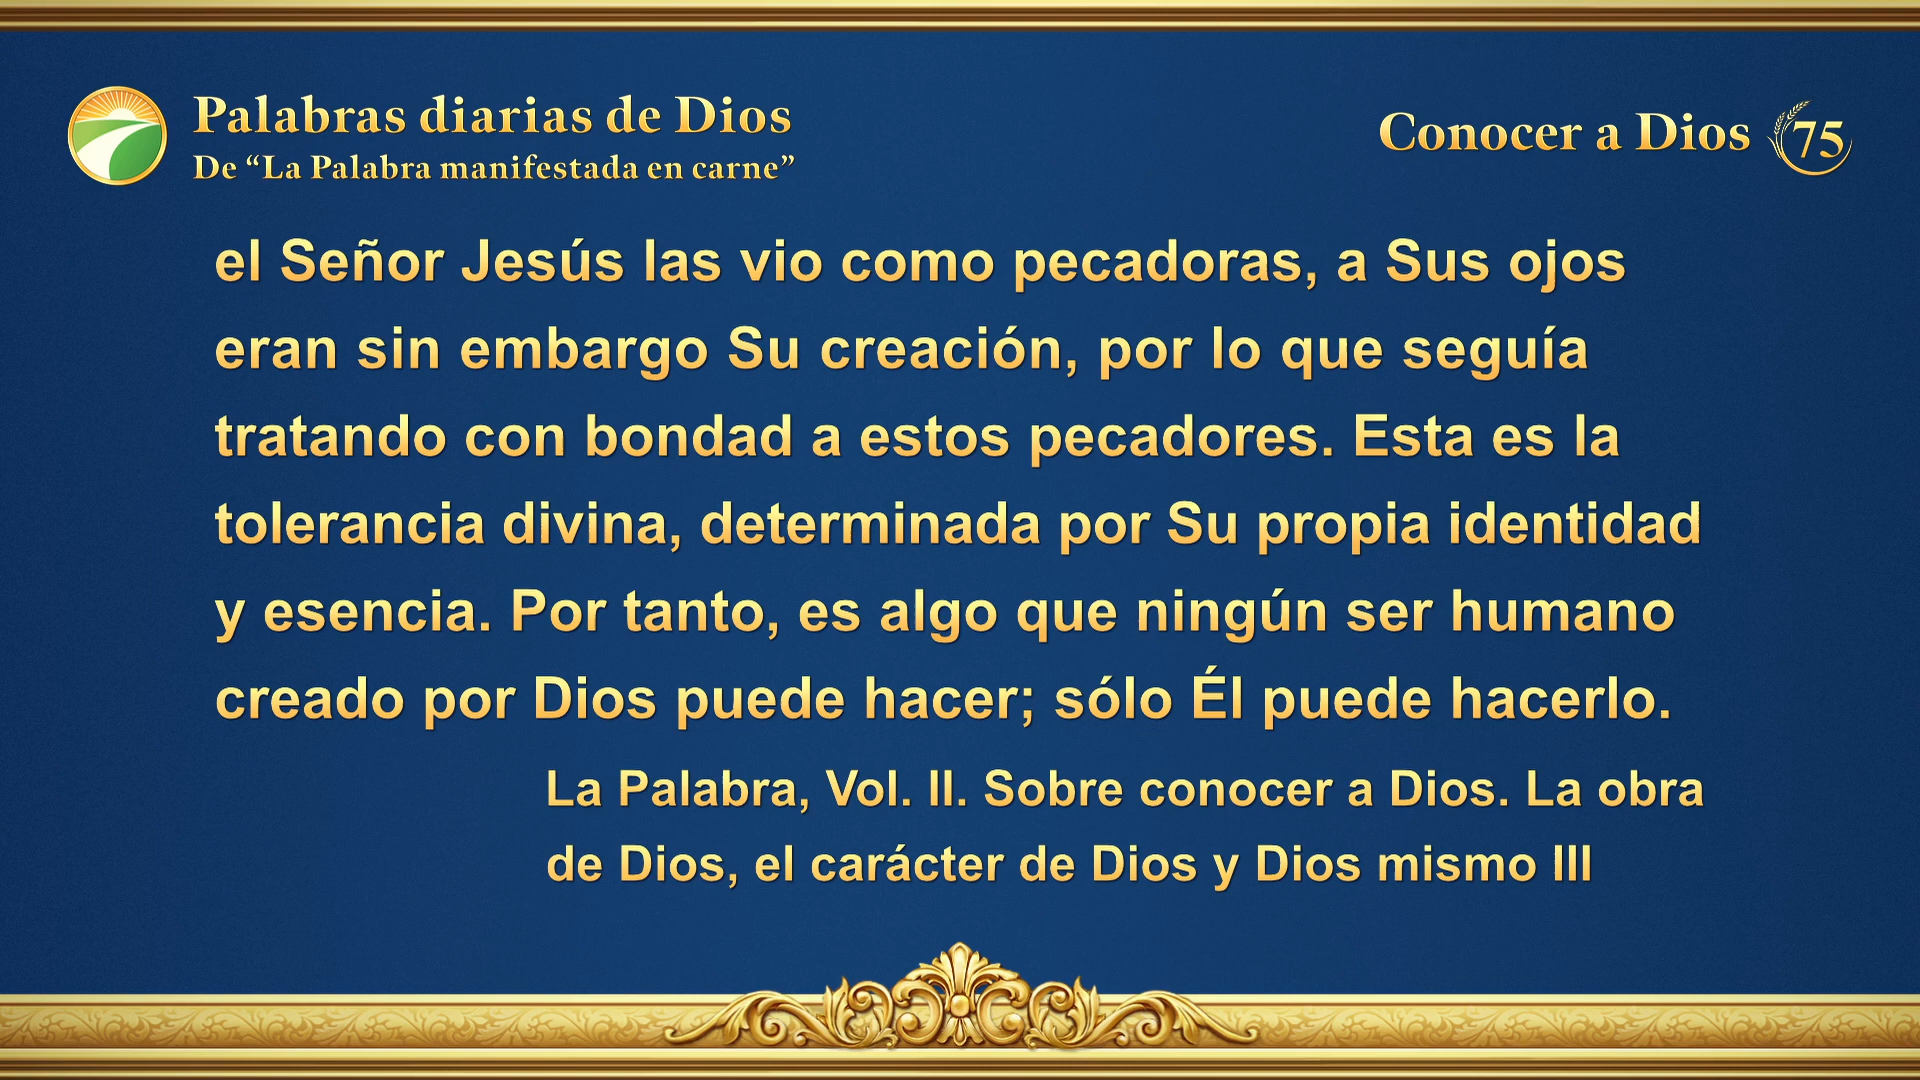 Palabras diarias de Dios
De “La Palabra manifestada en carne”
Conocer a Dios 75
el Señor Jesús las vio como pecadoras, a Sus ojos
eran sin embargo Su creación, por lo que seguía
tratando con bondad a estos pecadores. Esta es la
tolerancia divina, determinada por Su propia identidad
y esencia. Por tanto, es algo que ningún ser humano
creado por Dios puede hacer; sólo Él puede hacerlo.
La Palabra, Vol. II. Sobre conocer a Dios. La obra
de Dios, el carácter de Dios y Dios mismo III